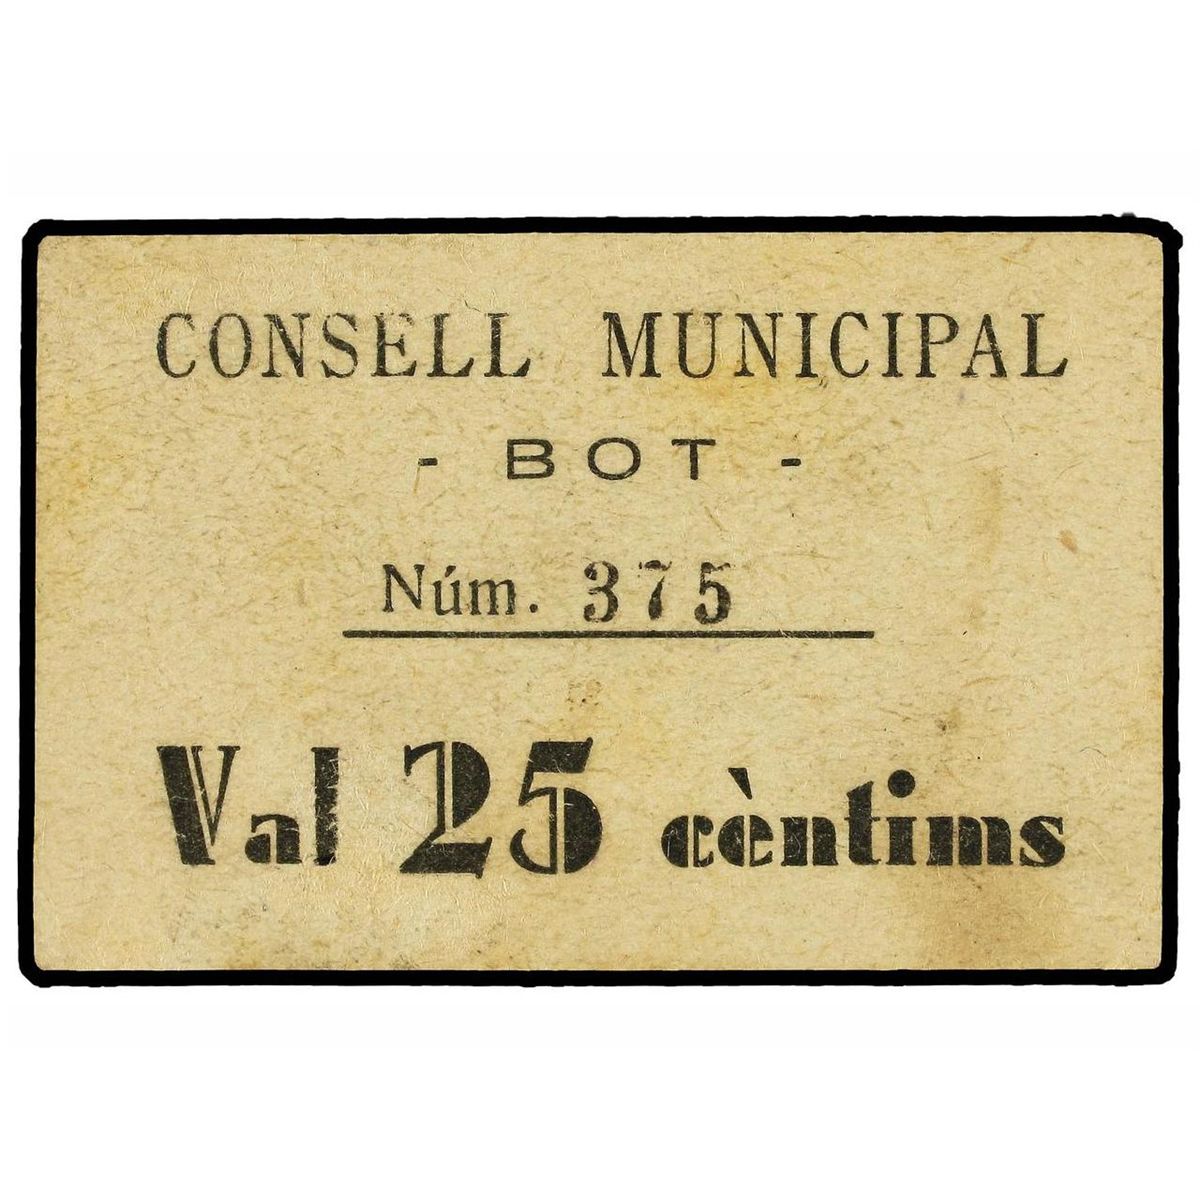 CONSELL MUNICIPAL
- BOT -
Núm. 375
Val 25 cèntims